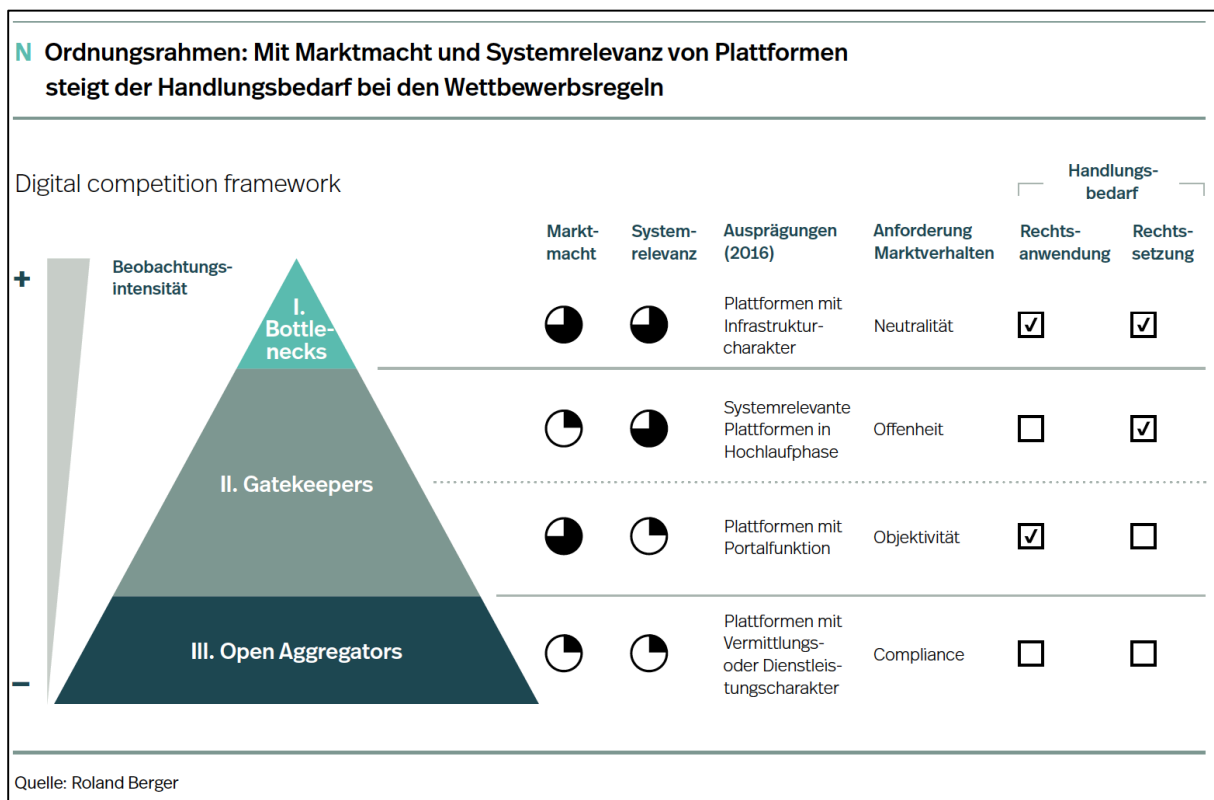 N Ordnungsrahmen: Mit Marktmacht und Systemrelevanz von Plattformen
steigt der Handlungsbedarf bei den Wettbewerbsregeln
Digital competition framework
Handlungs-
bedarf
Markt-
macht
System-
relevanz
Ausprägungen
(2016)
Anforderung
Marktverhalten
Rechts-
anwendung
Rechts-
setzung
+
Beobachtungs-
intensität
I.
Bottle-
necks
Plattformen mit
Infrastruktur-
charakter
Neutralität
II. Gatekeepers
Systemrelevante
Plattformen in
Hochlaufphase
Offenheit
Plattformen mit
Portalfunktion
Objektivität
III. Open Aggregators
Plattformen mit
Vermittlungs-
oder Dienstleis-
tungscharakter
Compliance
–
Quelle: Roland Berger